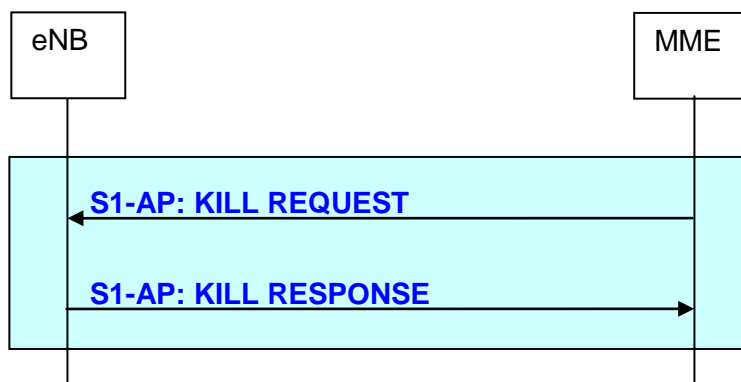 eNB
MME
S1-AP: KILL REQUEST
S1-AP: KILL RESPONSE